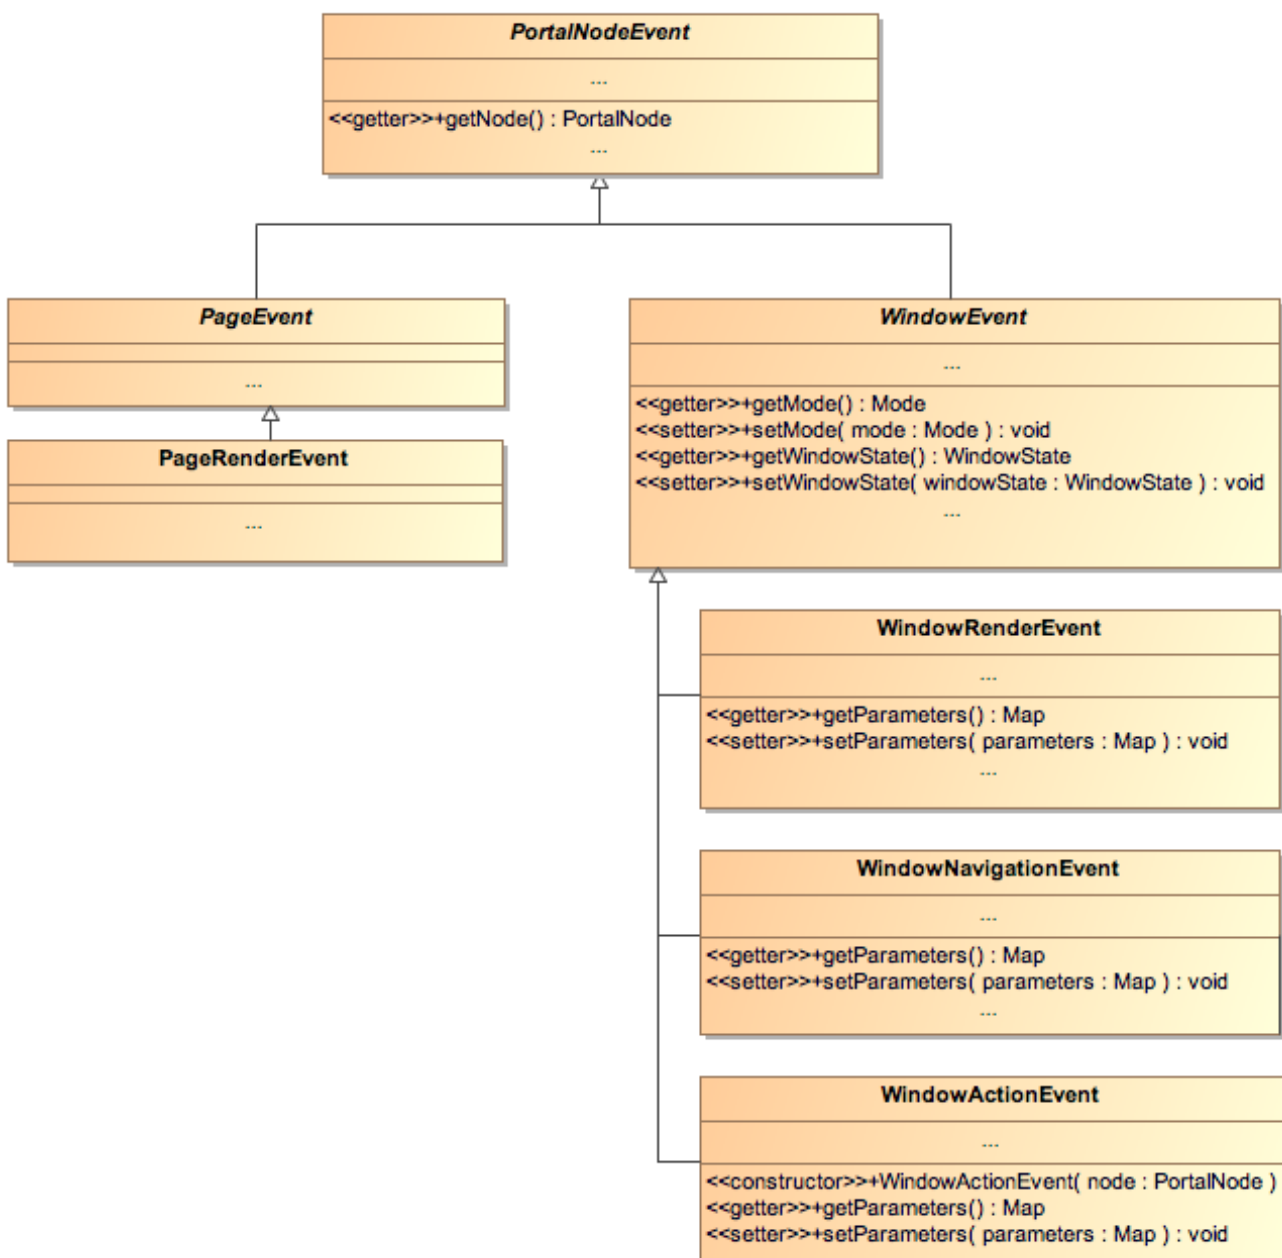 PortalNodeEvent
...
<<getter>>+getNode() : PortalNode
...
PageEvent
...
PageRenderEvent
...
WindowEvent
...
<<getter>>+getMode() : Mode
<<setter>>+setMode( mode : Mode ) : void
<<getter>>+getWindowState() : WindowState
<<setter>>+setWindowState( windowState : WindowState ) : void
...
WindowRenderEvent
...
<<getter>>+getParameters() : Map
<<setter>>+setParameters( parameters : Map ) : void
...
WindowNavigationEvent
...
<<getter>>+getParameters() : Map
<<setter>>+setParameters( parameters : Map ) : void
...
WindowActionEvent
...
<<constructor>>+WindowActionEvent( node : PortalNode )
<<getter>>+getParameters() : Map
<<setter>>+setParameters( parameters : Map ) : void